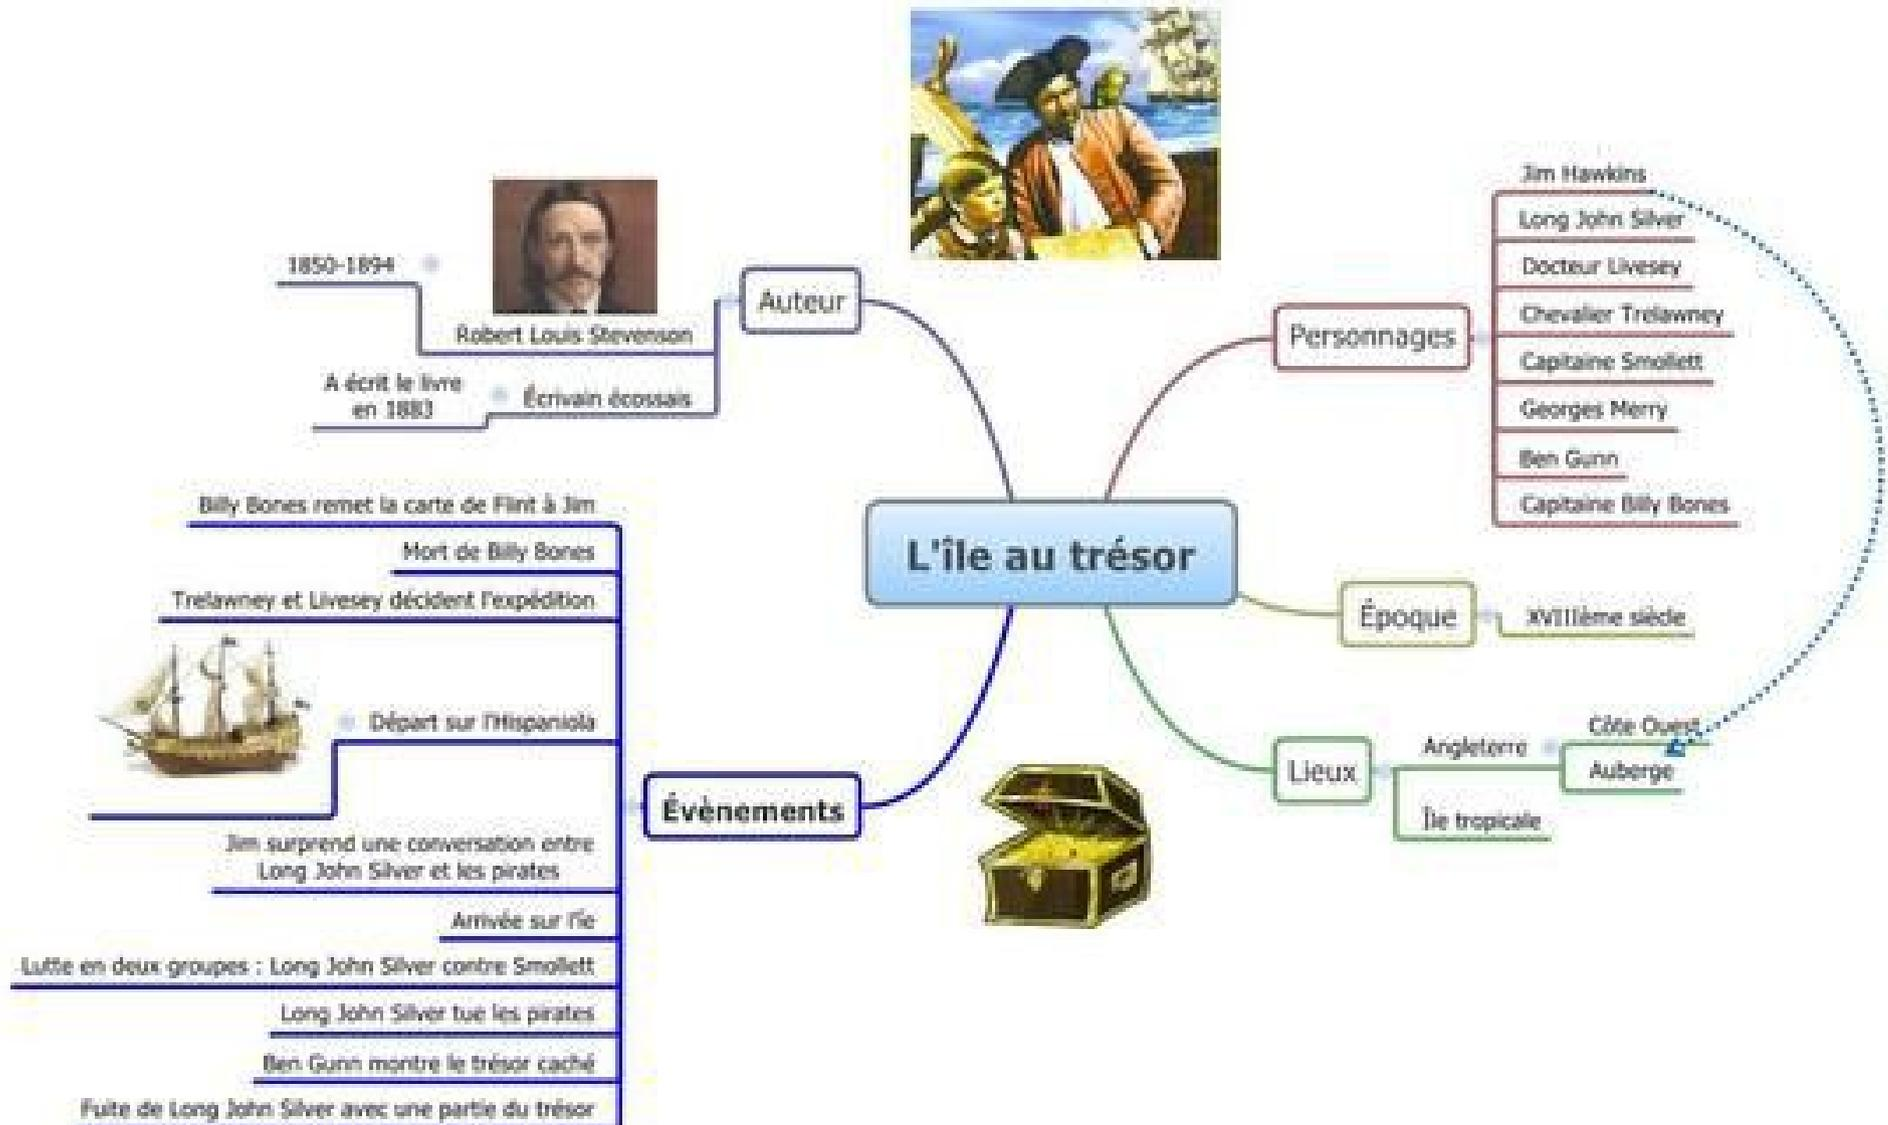 L'île au trésor
Auteur
Robert Louis Stevenson
1850-1894
Écrivain écossais
A écrit le livre
en 1883
Personnages
Jim Hawkins
Long John Silver
Docteur Livesey
Chevalier Trelawney
Capitaine Smollett
Georges Merry
Ben Gunn
Capitaine Billy Bones
Époque
XVIIIème siècle
Lieux
Angleterre
Côte Ouest
Auberge
Île tropicale
Évènements
Billy Bones remet la carte de Flint à Jim
Mort de Billy Bones
Trelawney et Livesey décident l'expédition
Départ sur l'Hispaniola
Jim surprend une conversation entre
Long John Silver et les pirates
Arrivée sur l'île
Lutte en deux groupes : Long John Silver contre Smollett
Long John Silver tue les pirates
Ben Gunn montre le trésor caché
Fuite de Long John Silver avec une partie du trésor